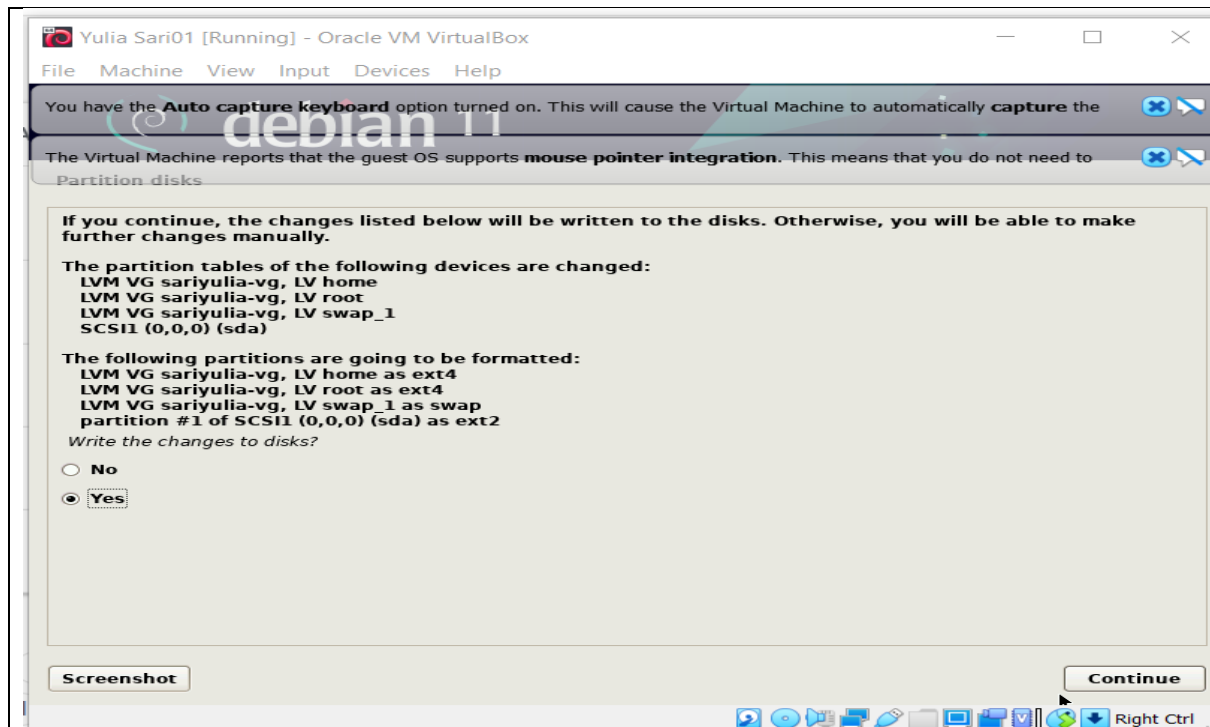 Yulia Sari01 [Running] - Oracle VM VirtualBox
File Machine View Input Devices Help
You have the Auto capture keyboard option turned on. This will cause the Virtual Machine to automatically capture the
debian 11
The Virtual Machine reports that the guest OS supports mouse pointer integration. This means that you do not need to
Partition disks
If you continue, the changes listed below will be written to the disks. Otherwise, you will be able to make
further changes manually.
The partition tables of the following devices are changed:
LVM VG sariyulia-vg, LV home
LVM VG sariyulia-vg, LV root
LVM VG sariyulia-vg, LV swap_1
SCSI1 (0,0,0) (sda)
The following partitions are going to be formatted:
LVM VG sariyulia-vg, LV home as ext4
LVM VG sariyulia-vg, LV root as ext4
LVM VG sariyulia-vg, LV swap_1 as swap
partition #1 of SCSI1 (0,0,0) (sda) as ext2
Write the changes to disks?
No
Yes
Screenshot
Continue
Right Ctrl